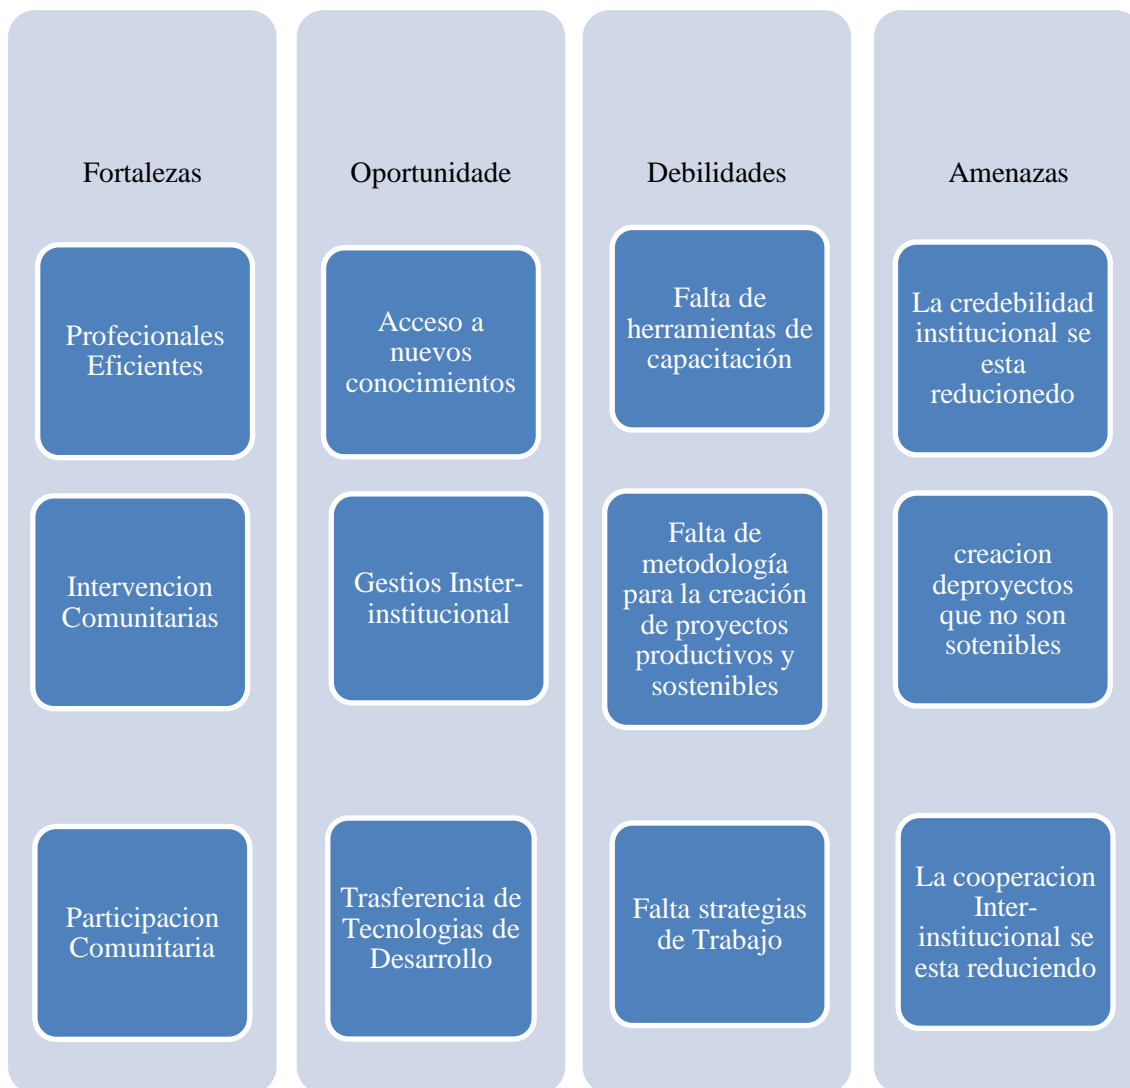 Fortalezas
Profecionales
Eficientes
Intervencion
Comunitarias
Participacion
Comunitaria
Oportunidade
Acceso a
nuevos
conocimientos
Gestios Inster-
institucional
Trasferencia de
Tecnologias de
Desarrollo
Debilidades
Falta de
herramientas de
capacitación
Falta de
metodología
para la creación
de proyectos
productivos y
sostenibles
Falta strategias
de Trabajo
Amenazas
La credebilidad
institucional se
esta
reducionedo
creacion
deproyectos
que no son
sotenibles
La cooperacion
Inter-
institucional se
esta reduciendo